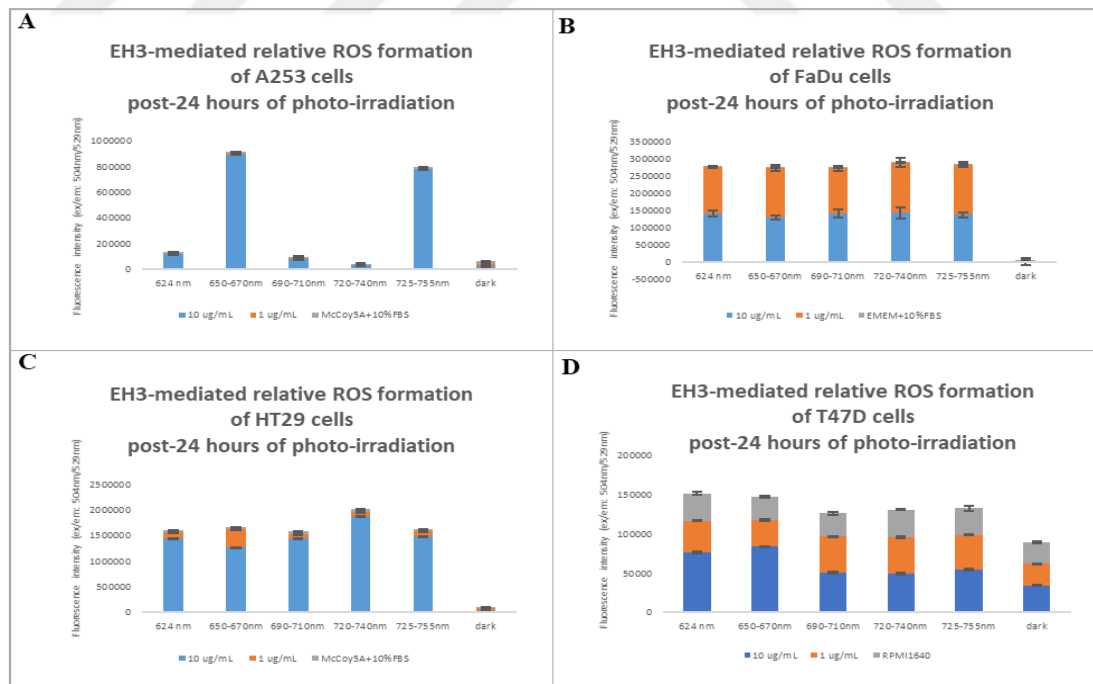 A
EH3-mediated relative ROS formation
of A253 cells
post-24 hours of photo-irradiation
Fluorescence intensity (ex/em: 504nm/529nm)
1000000
800000
600000
400000
200000
0
624 nm 650-670nm 690-710nm 720-740nm 725-755nm dark
10 ug/mL 1 ug/mL McCoy5A+10%FBS
B
EH3-mediated relative ROS formation
of FaDu cells
post-24 hours of photo-irradiation
Fluorescence intensity (ex/em: 504nm/529nm)
3500000
3000000
2500000
2000000
1500000
1000000
500000
0
-500000
624 nm 650-670nm 690-710nm 720-740nm 725-755nm dark
10 ug/mL 1 ug/mL EMEM+10%FBS
C
EH3-mediated relative ROS formation
of HT29 cells
post-24 hours of photo-irradiation
Fluorescence intensity (ex/em: 504nm/529nm)
2500000
2000000
1500000
1000000
500000
0
624 nm 650-670nm 690-710nm 720-740nm 725-755nm dark
10 ug/mL 1 ug/mL McCoy5A+10%FBS
D
EH3-mediated relative ROS formation
of T47D cells
post-24 hours of photo-irradiation
Fluorescence intensity (ex/em: 504nm/529nm)
200000
150000
100000
50000
0
624 nm 650-670nm 690-710nm 720-740nm 725-755nm dark
10 ug/mL 1 ug/mL RPMI1640